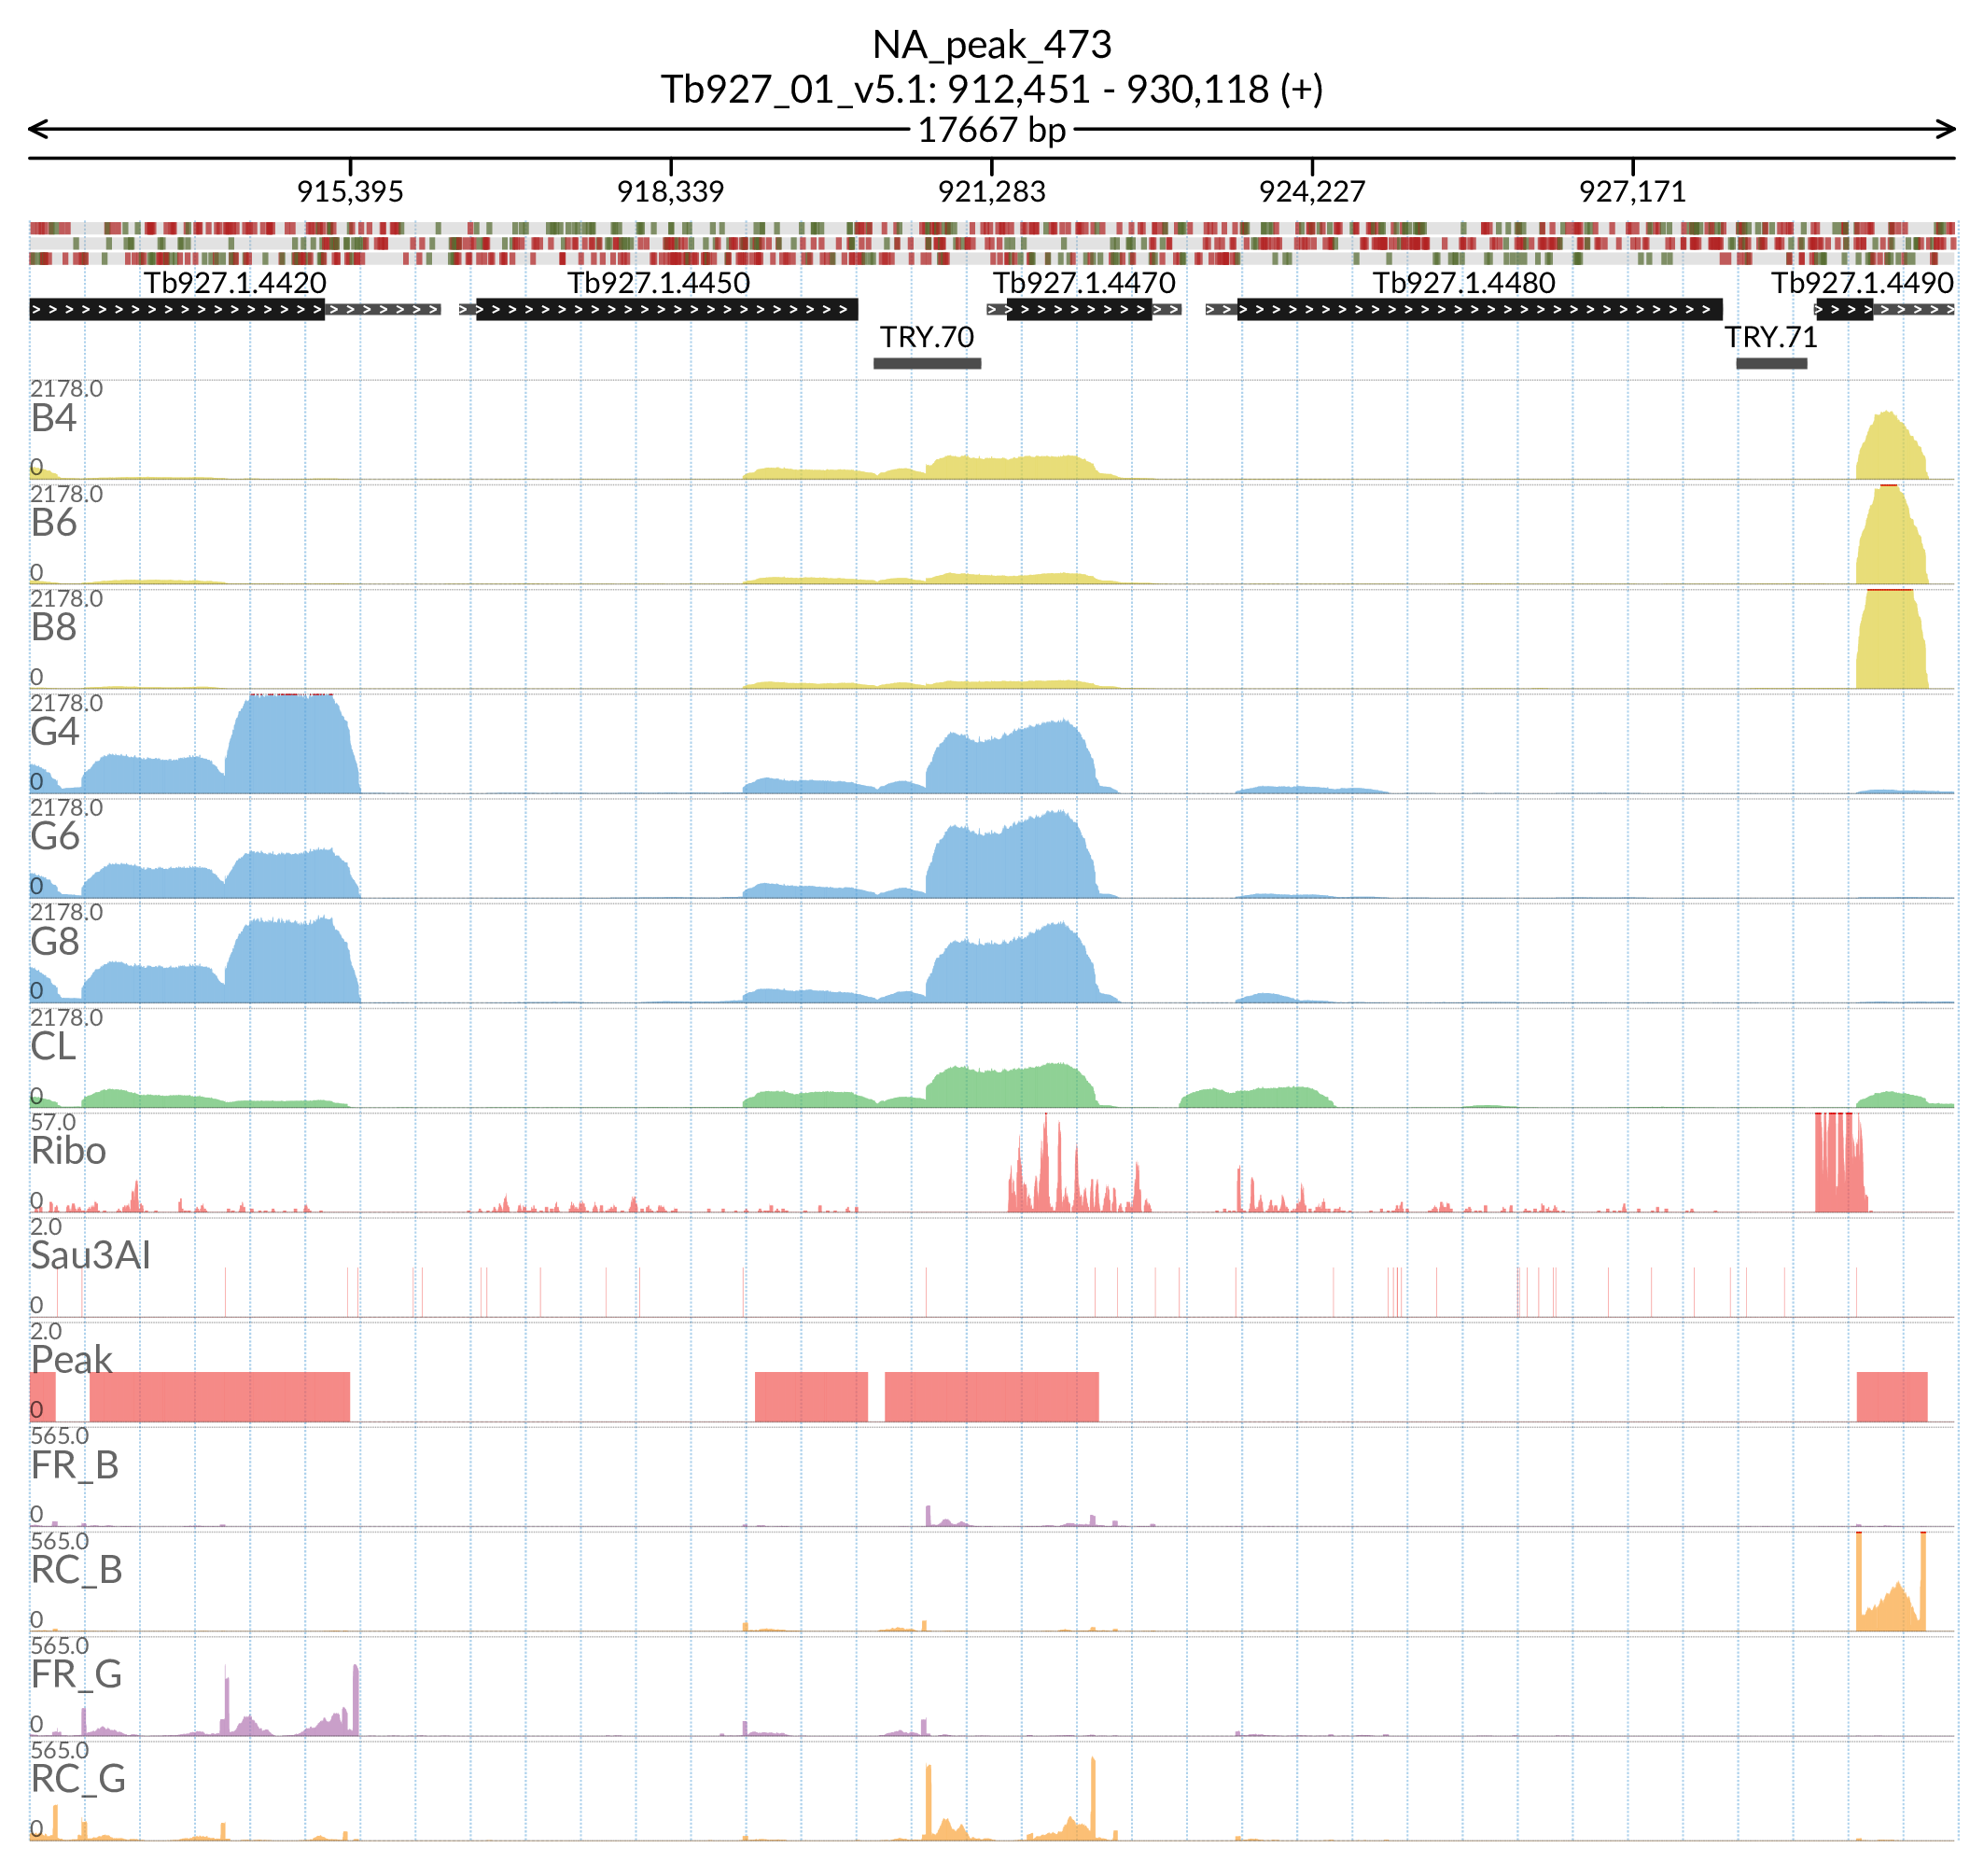 NA_peak_473
Tb927_01_v5.1: 912,451 - 930,118 (+)
17667 bp
915,395 918,339 921,283 924,227 927,171
Tb927.1.4420 Tb927.1.4450 Tb927.1.4470 Tb927.1.4480 Tb927.1.4490
TRY.70 TRY.71
2178.0
B4
0
2178.0
B6
0
2178.0
B8
0
2178.0
G4
0
2178.0
G6
0
2178.0
G8
0
2178.0
CL
0
57.0
Ribo
0
2.0
Sau3AI
0
2.0
Peak
0
565.0
FR_B
0
565.0
RC_B
0
565.0
FR_G
0
565.0
RC_G
0